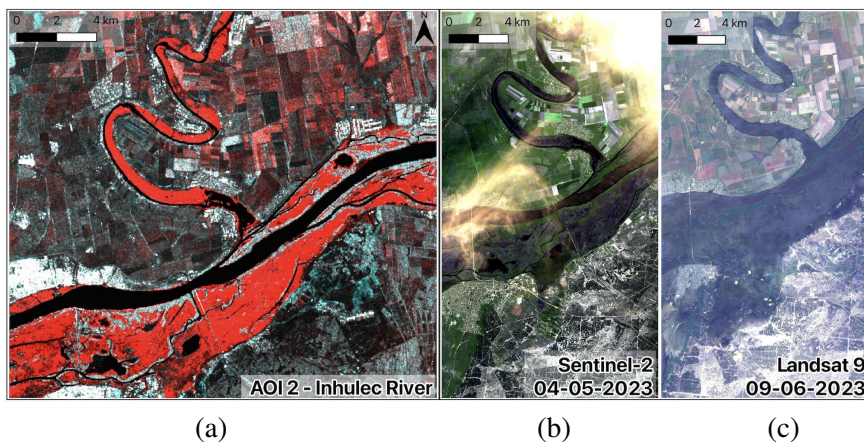 0 2 4 km
N
AOI 2 - Inhulec River
0 2 4 km
Sentinel-2
04-05-2023
0 2 4 km
Landsat 9
09-06-2023
(a) (b) (c)